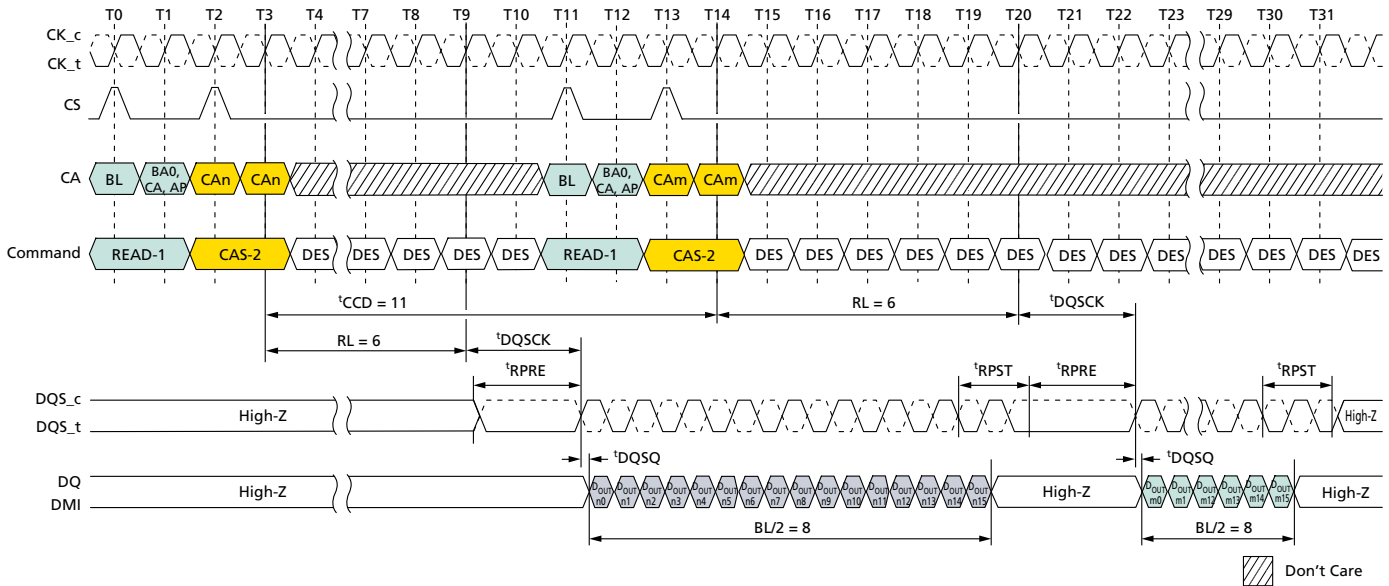 T0 T1 T2 T3 T4 T7 T8 T9 T10 T11 T12 T13 T14 T15 T16 T17 T18 T19 T20 T21 T22 T23 T29 T30 T31
CK_c
CK_t
CS
CA BL BA0, CA, AP CAn CAn BL BA0, CA, AP CAm CAm
Command READ-1 CAS-2 DES DES DES DES DES READ-1 CAS-2 DES DES DES DES DES DES DES DES DES DES DES DES DES
tCCD = 11 RL = 6 tDQSCK
RL = 6 tDQSCK
tRPRE tRPST tRPRE tRPST
DQS_c
DQS_t
High-Z High-Z
tDQSQ tDQSQ
DQ
DMI
High-Z DOUT n0 DOUT n1 DOUT n2 DOUT n3 DOUT n4 DOUT n5 DOUT n6 DOUT n7 DOUT n8 DOUT n9 DOUT n10 DOUT n11 DOUT n12 DOUT n13 DOUT n14 DOUT n15 High-Z DOUT m0 DOUT m1 DOUT m12 DOUT m13 DOUT m14 DOUT m15 High-Z
BL/2 = 8 BL/2 = 8
Don't Care